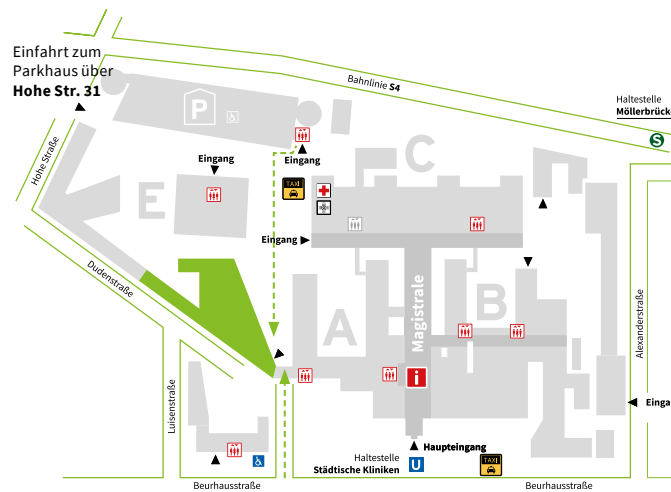 Einfahrt zum
Parkhaus über
Hohe Str. 31
Bahnlinie S4
Haltestelle
Möllerbrücke
S
P
Hohe Straße
Eingang
Eingang
TAXI
C
E
Eingang
Dudenstraße
Magistrale
A
B
Alexanderstraße
i
Luisenstraße
Einga
Haupteingang
Haltestelle
Städtische Kliniken
U
TAXI
Beurhausstraße
Beurhausstraße